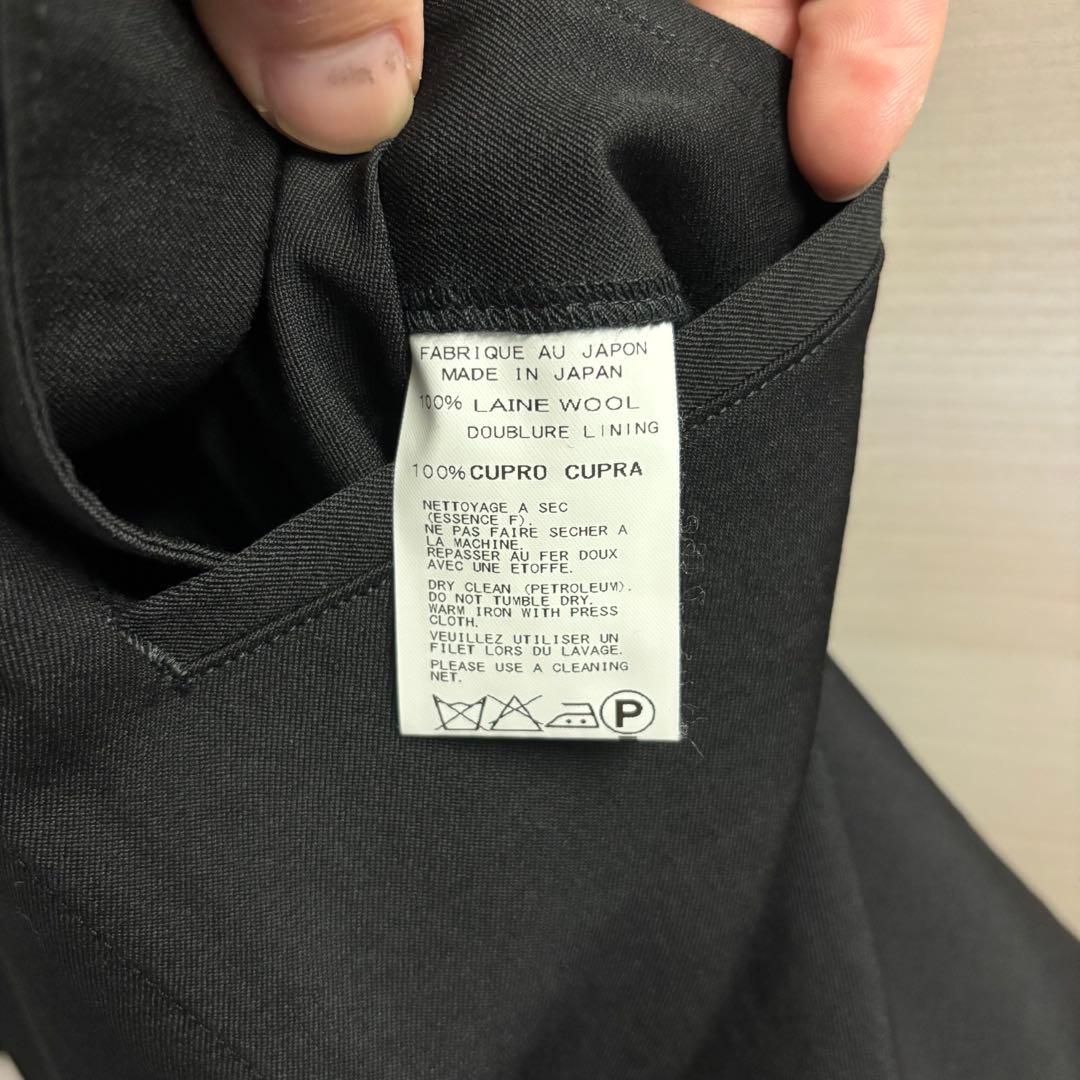 FABRIQUE AU JAPON
MADE IN JAPAN
100% LAINE WOOL
DOUBLURE LINING
100% CUPRO CUPRA
NETTOYAGE A SEC
(ESSENCE F).
NE PAS FAIRE SECHER A
LA MACHINE.
REPASSER AU FER DOUX
AVEC UNE ETOFFE.
DRY CLEAN (PETROLEUM).
DO NOT TUMBLE DRY.
WARM IRON WITH PRESS
CLOTH.
VEUILLEZ UTILISER UN
FILET LORS DU LAVAGE.
PLEASE USE A CLEANING
NET.
P